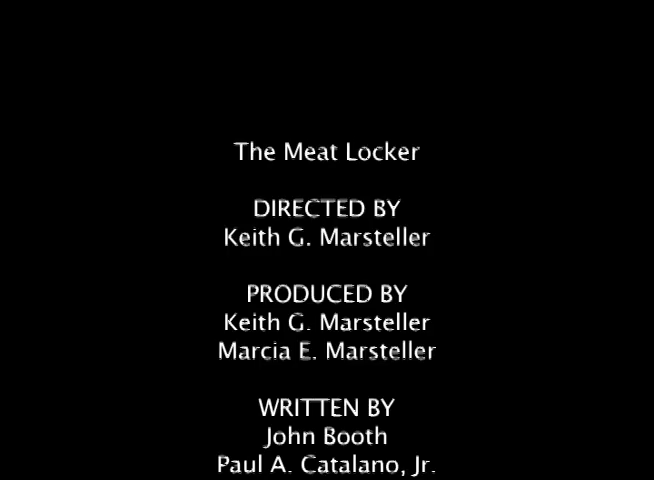 The Meat Locker
DIRECTED BY
Keith G. Marsteller
PRODUCED BY
Keith G. Marsteller
Marcia E. Marsteller
WRITTEN BY
John Booth
Paul A. Catalano, Jr.